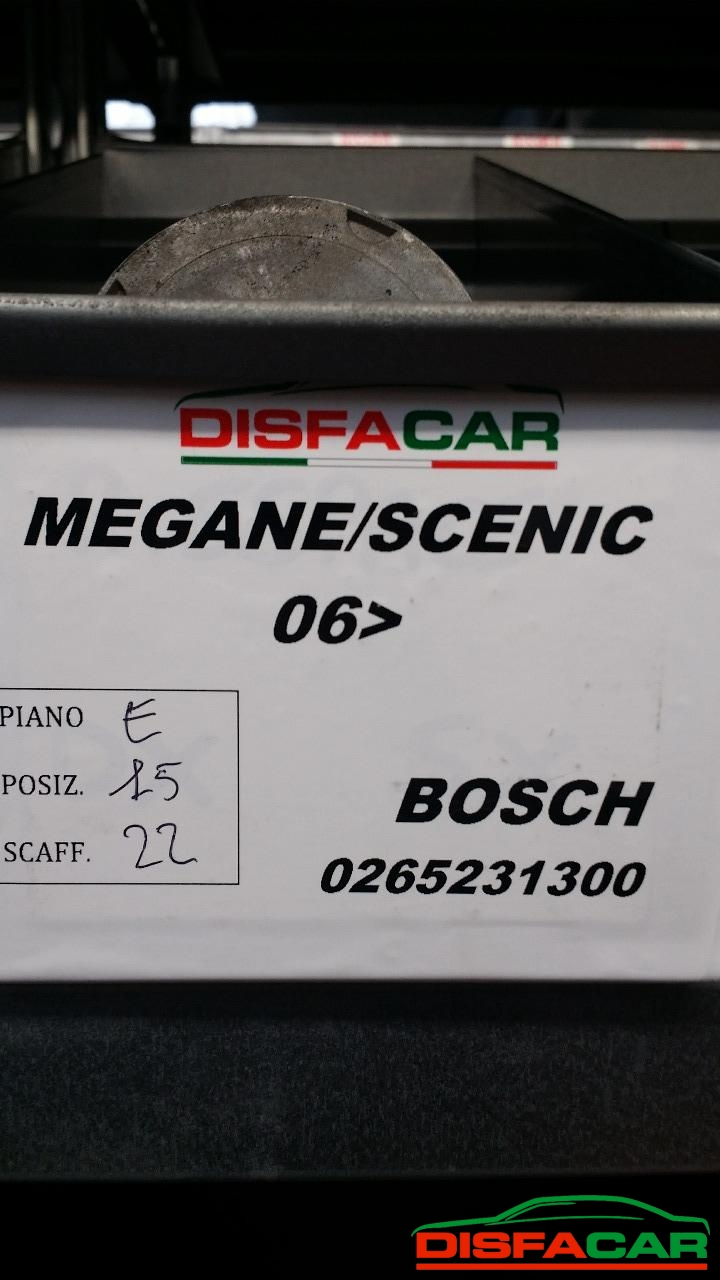 DISFACAR
MEGANE/SCENIC
06>
PIANO E
POSIZ. 15
SCAFF. 22
BOSCH
0265231300
DISFACAR